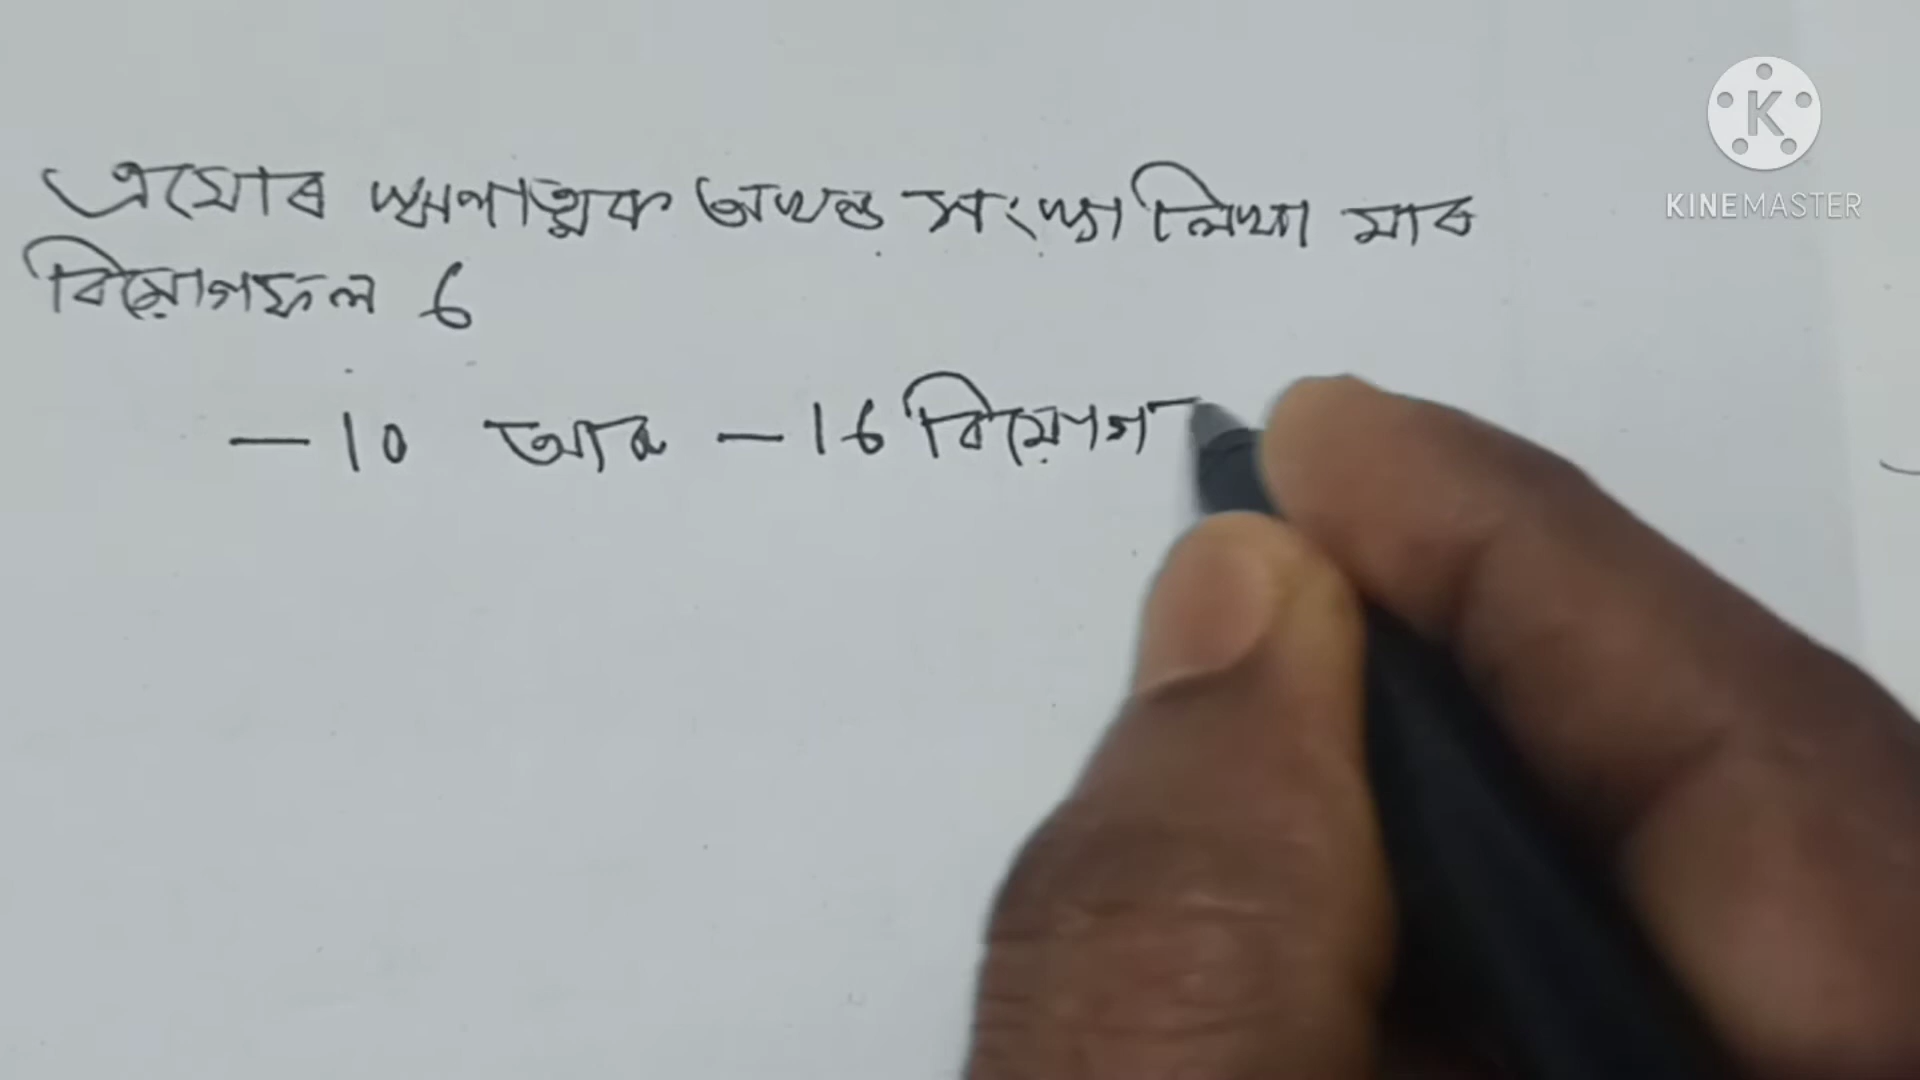 এযোৰ ঋণাত্মক অখণ্ড সংখ্যা লিখা যাৰ
বিয়োগফল 6
-10 আৰু -16 বিয়োগ
K
KINEMASTER